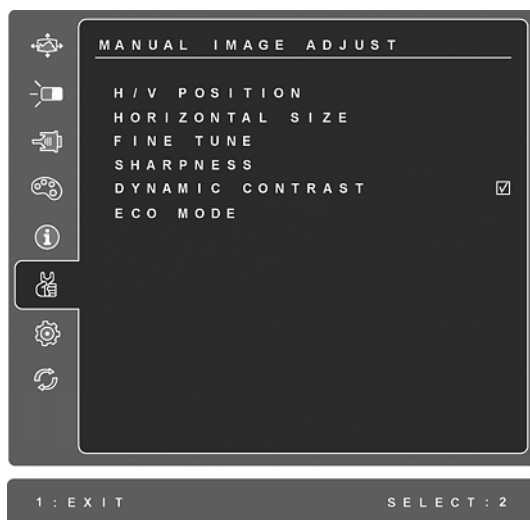 MANUAL IMAGE ADJUST
H/V POSITION
HORIZONTAL SIZE
FINE TUNE
SHARPNESS
DYNAMIC CONTRAST
ECO MODE
1:EXIT SELECT:2